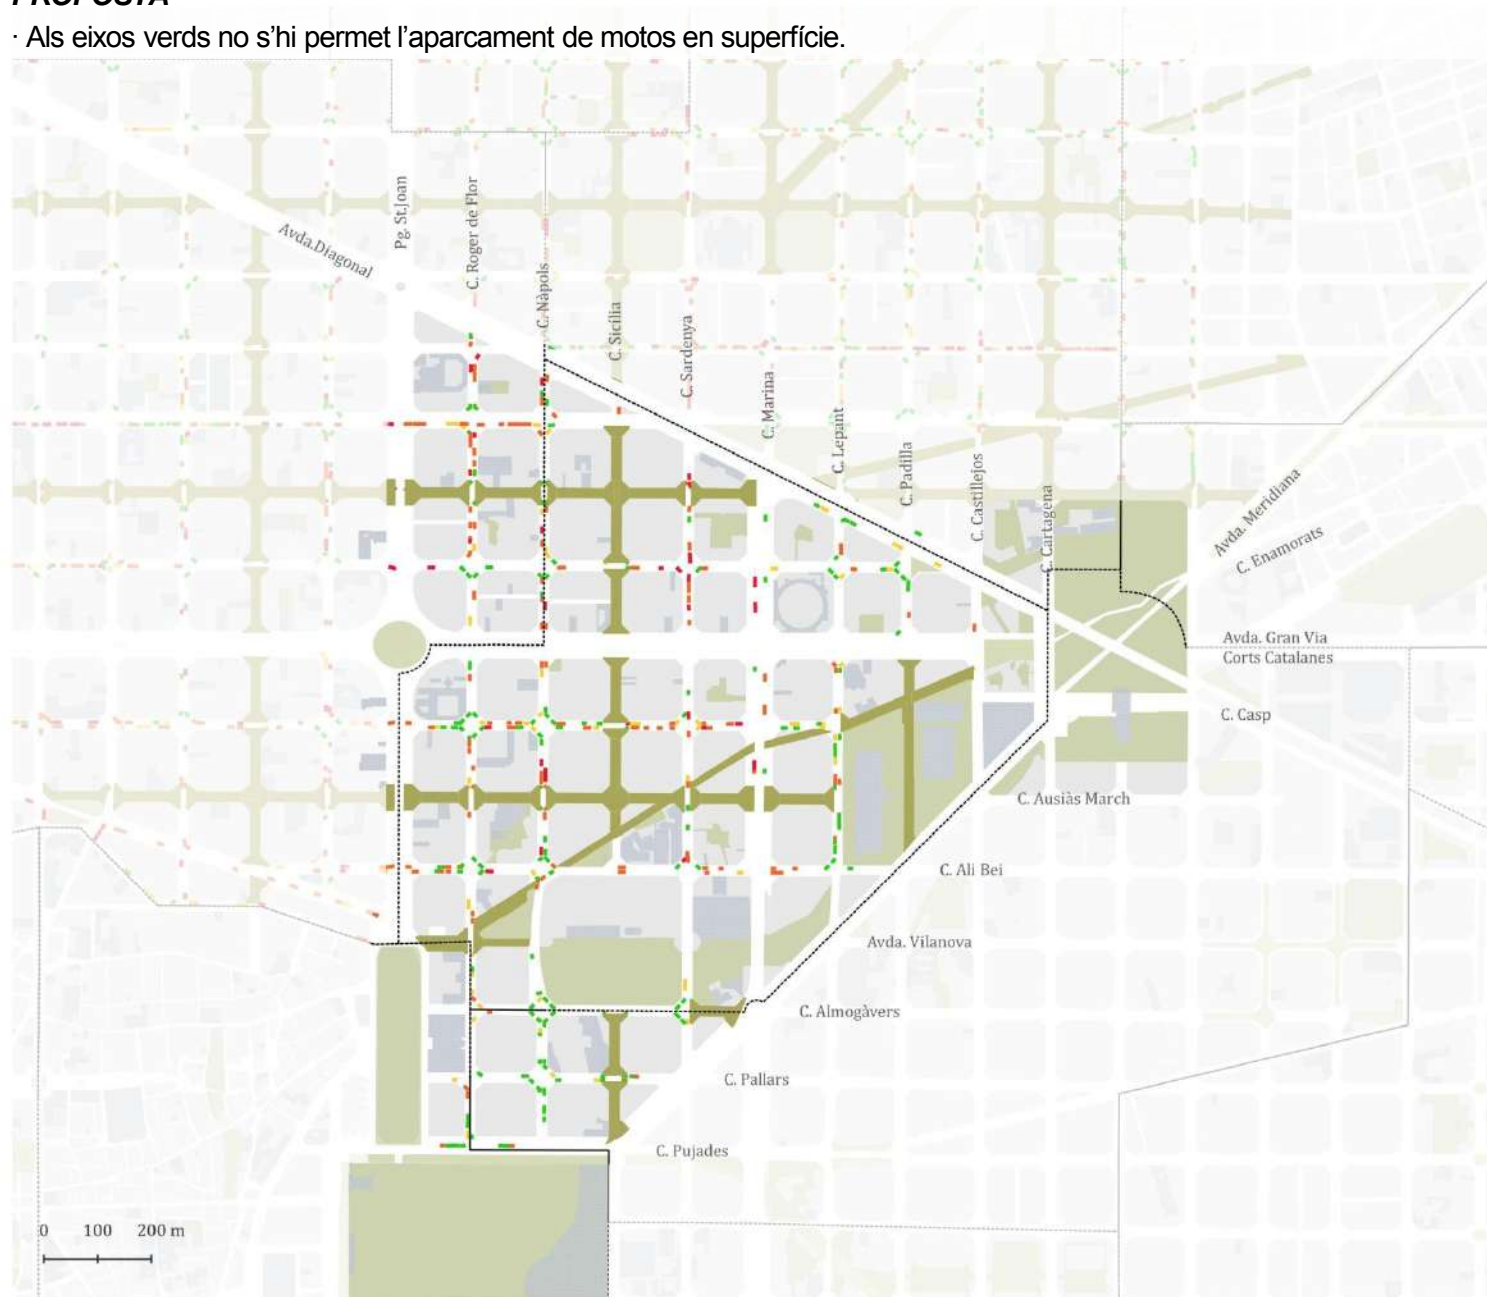 PROPOSTA
· Als eixos verds no s’hi permet l’aparcament de motos en superfície.
Avda.Diagonal
Pg. St.Joan
C. Roger de Flor
C. Nàpols
C. Sicília
C. Sardenya
C. Marina
C. Lepant
C. Padilla
C. Castillejos
C. Cartagena
Avda. Meridiana
C. Enamorats
Avda. Gran Via
Corts Catalanes
C. Casp
C. Ausiàs March
C. Ali Bei
Avda. Vilanova
C. Almogàvers
C. Pallars
C. Pujades
0 100 200 m